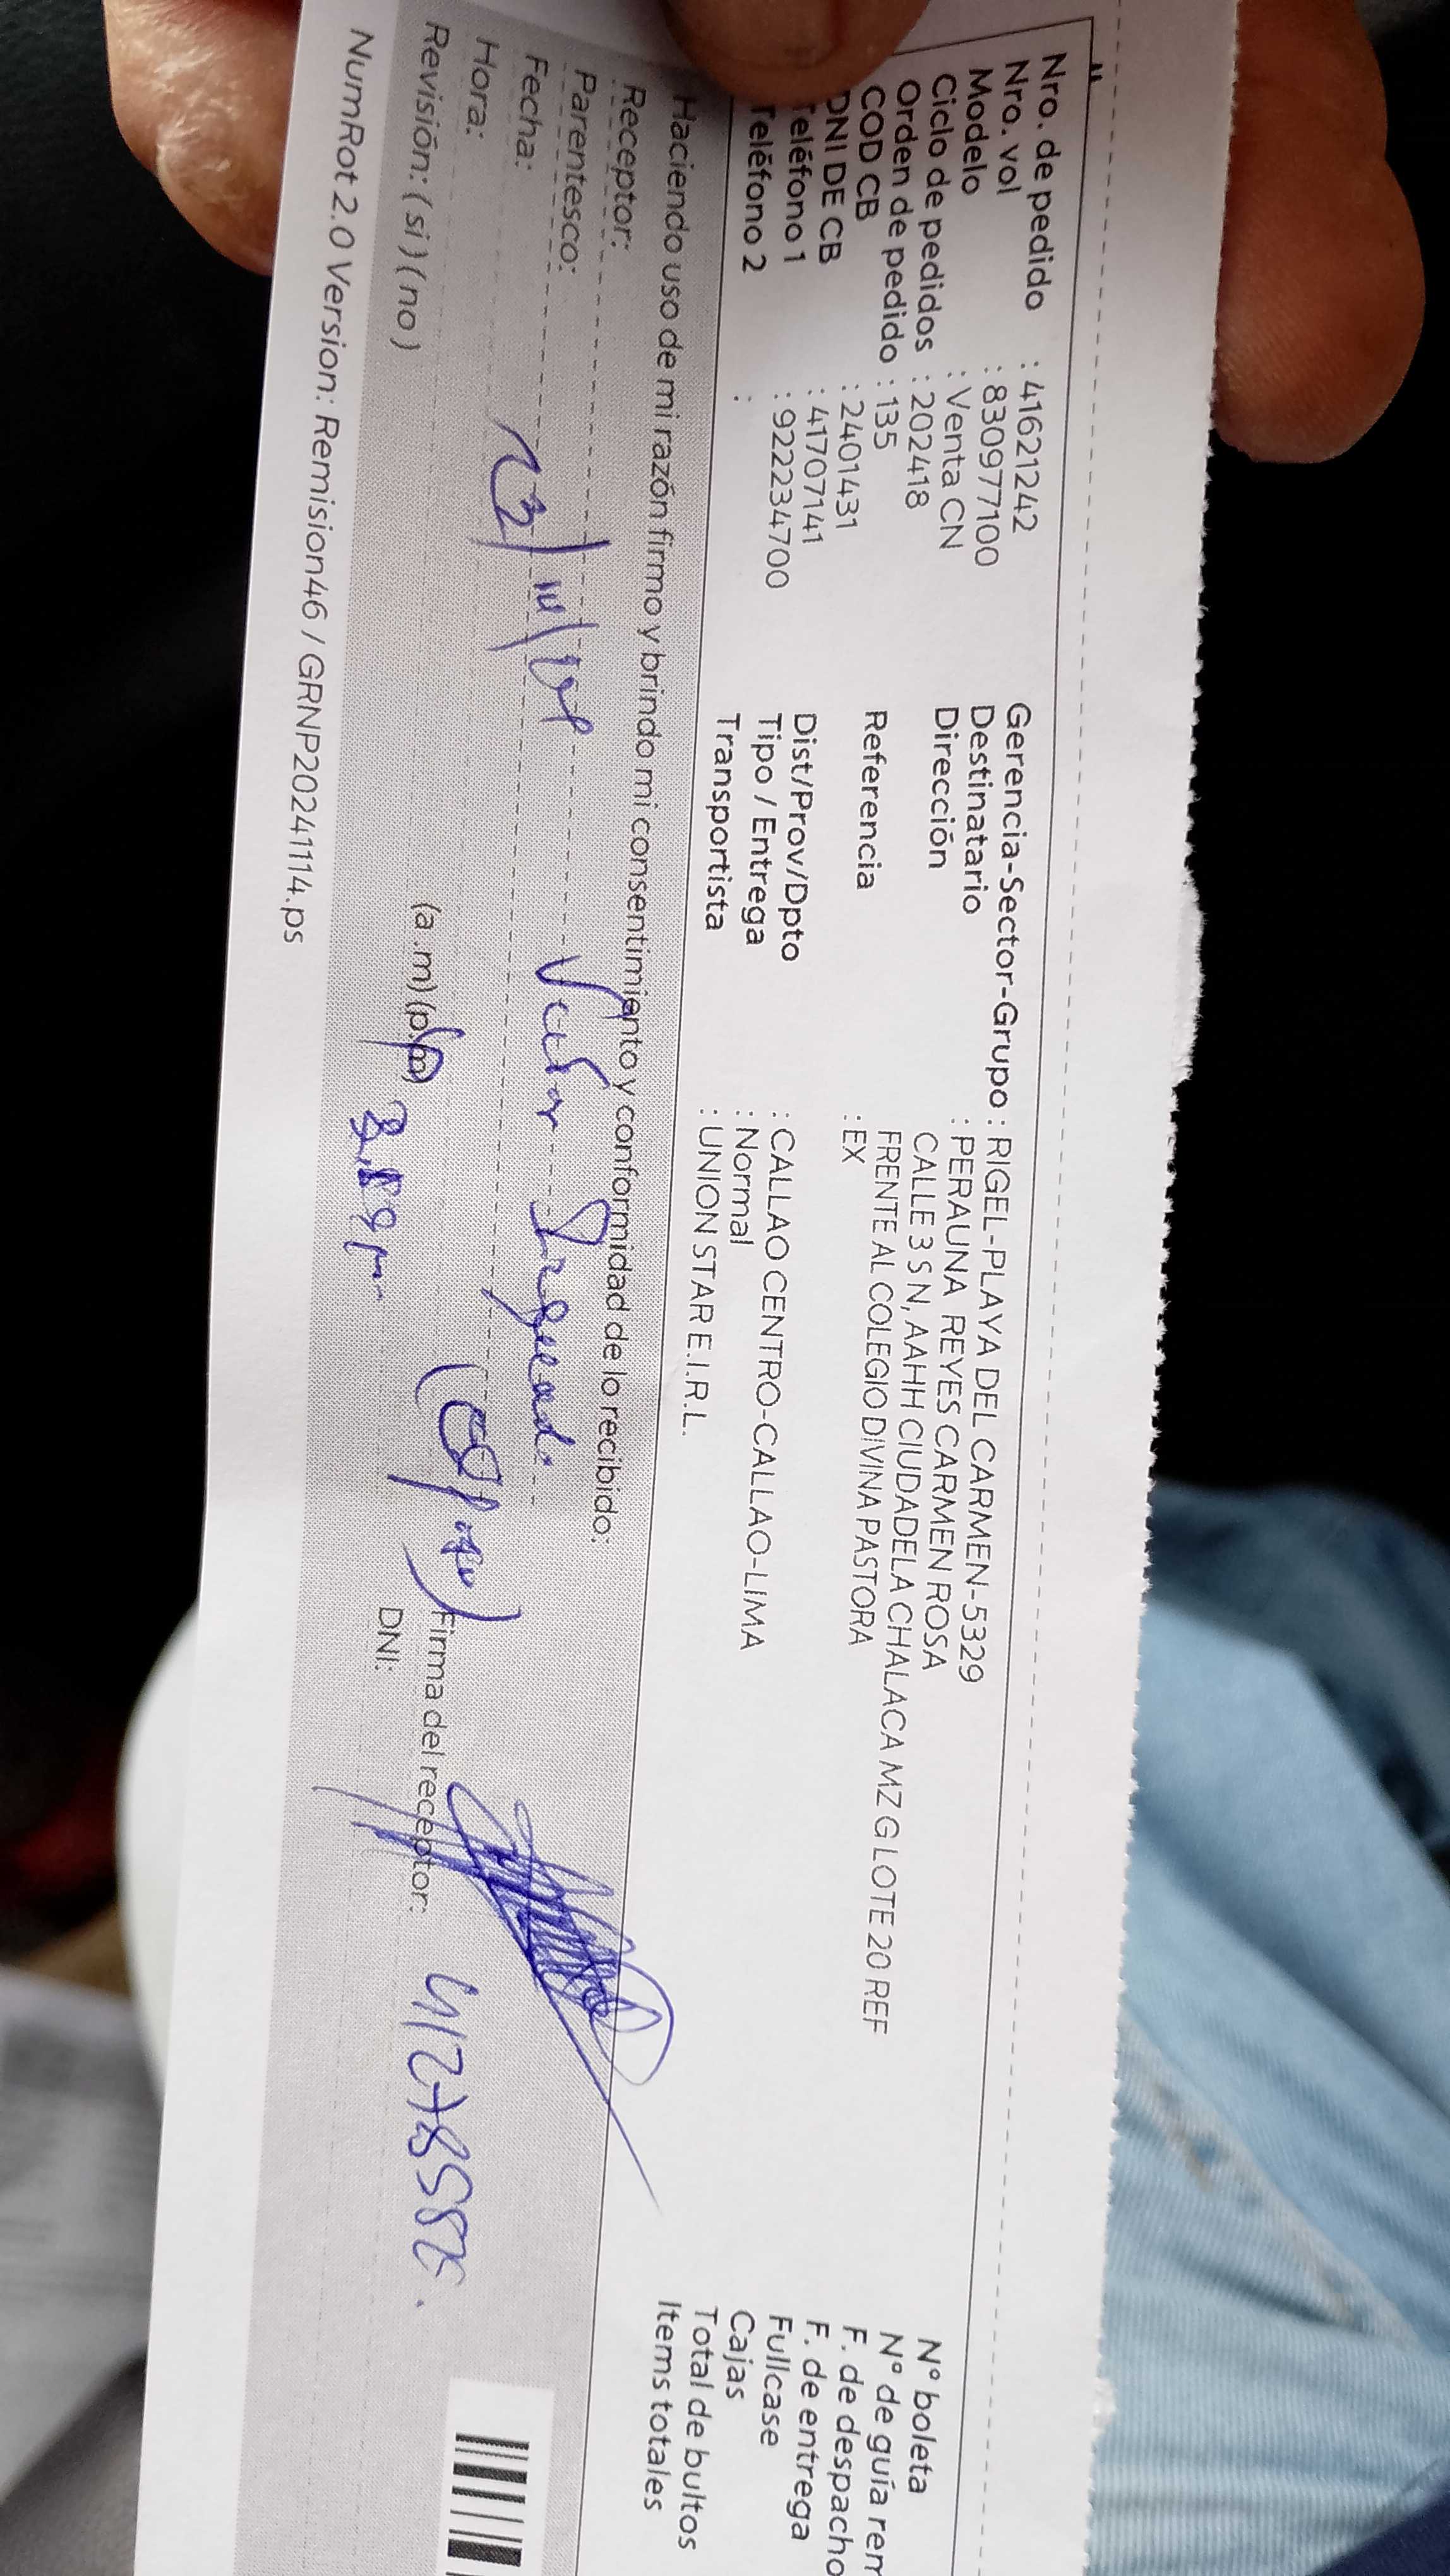 Nro. de pedido : 41621242
Nro. vol : 830977100
Modelo : Venta CN
Ciclo de pedidos : 202418
Orden de pedido : 135
COD CB : 2401431
DNI DE CB : 41707141
Teléfono 1 : 922234700
Teléfono 2 :
Gerencia-Sector-Grupo : RIGEL-PLAYA DEL CARMEN-5329
Destinatario : PERAUNA REYES CARMEN ROSA
Dirección CALLE 3 S N, AAHH CIUDADELA CHALACA MZ G LOTE 20 REF
FRENTE AL COLEGIO DIVINA PASTORA
Referencia : EX
Dist/Prov/Dpto : CALLAO CENTRO-CALLAO-LIMA
Tipo / Entrega : Normal
Transportista : UNION STAR E.I.R.L.
N° boleta
N° de guía rem
F. de despacho
F. de entrega
Fullcase
Cajas
Total de bultos
Items totales
Haciendo uso de mi razón firmo y brindo mi consentimiento y conformidad de lo recibido:
Receptor:
Parentesco:
Fecha:
Hora: (a.m) (p.m)
Revisión: ( si ) ( no )
Firma del receptor:
DNI:
NumRot 2.0 Version: Remision46 / GRNP20241114.ps